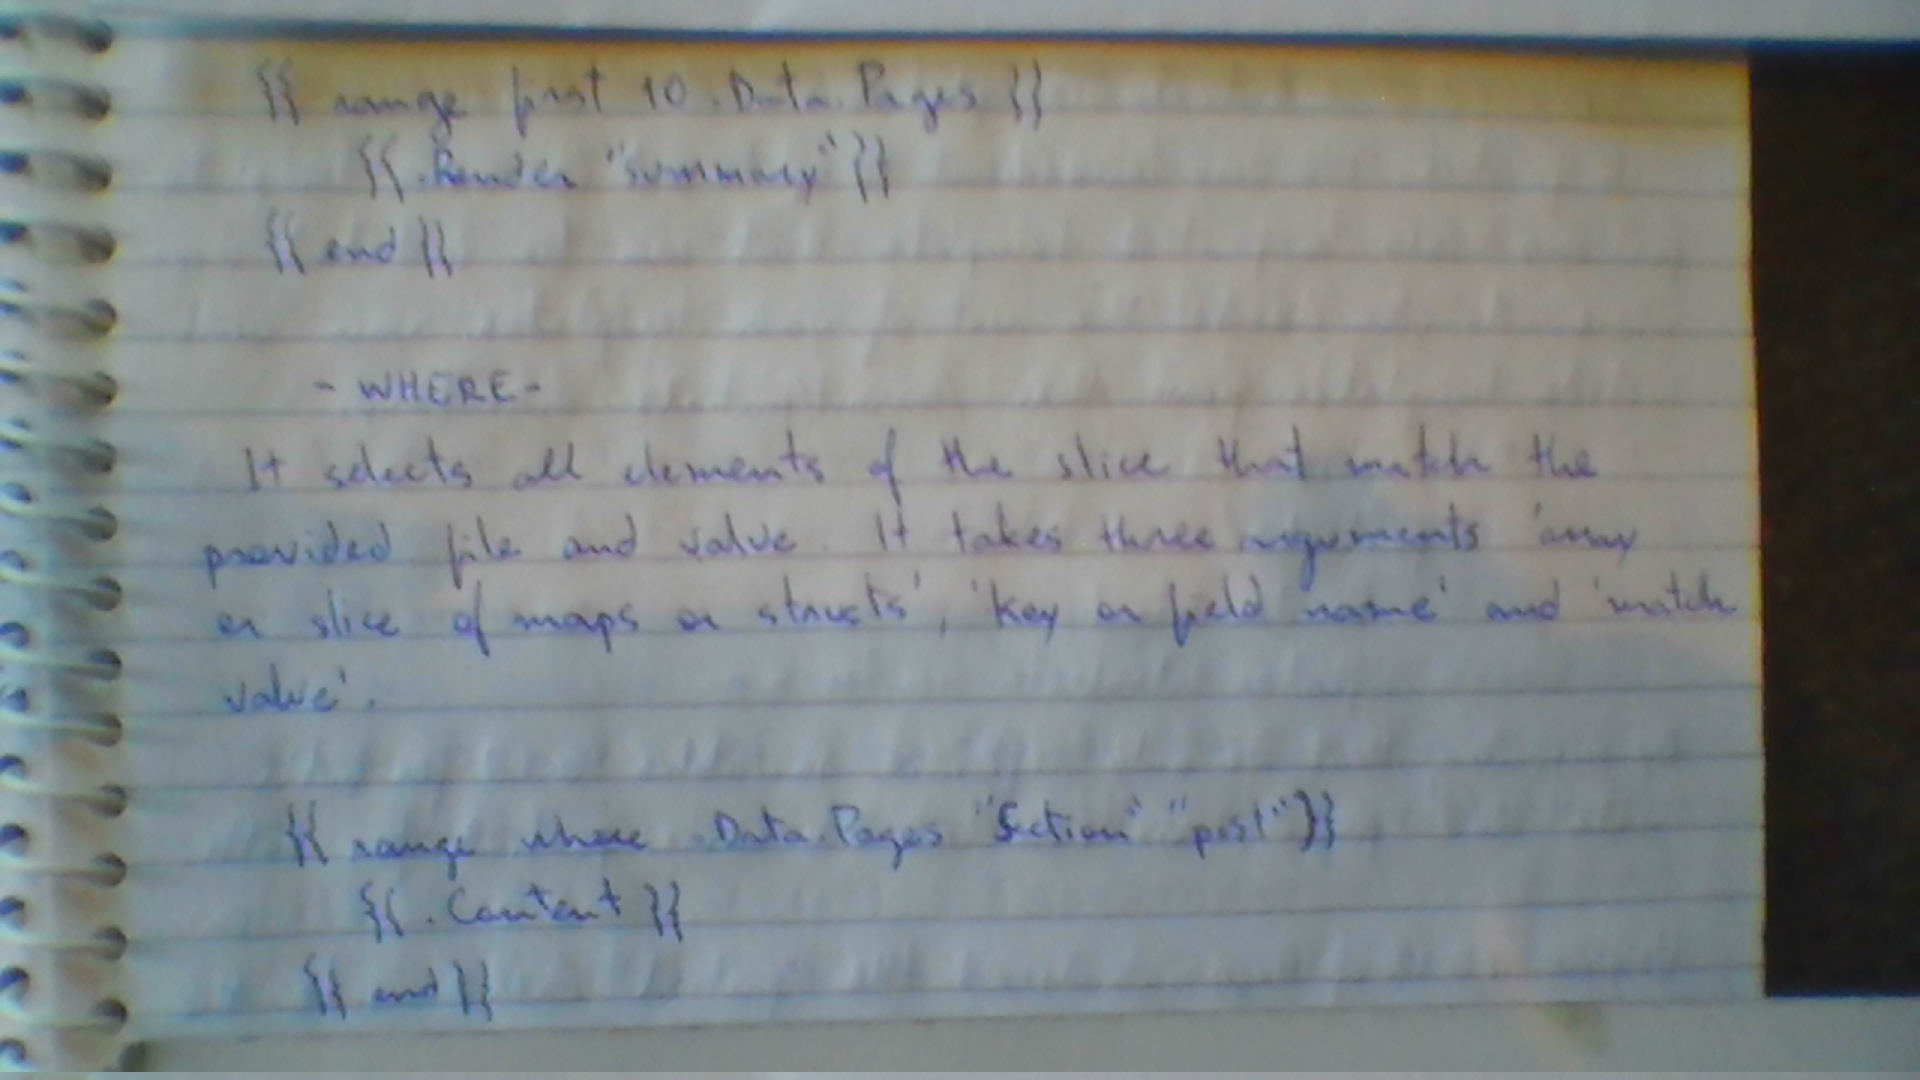 {{ range first 10 .Data.Pages }}
{{ .Render "summary" }}
{{ end }}
- WHERE -
It selects all elements of the slice that match the
provided file and value. It takes three arguments 'array
or slice of maps or structs', 'key or field name' and 'match
value'.
{{ range where .Data.Pages "Section" "post" }}
{{ .Content }}
{{ end }}